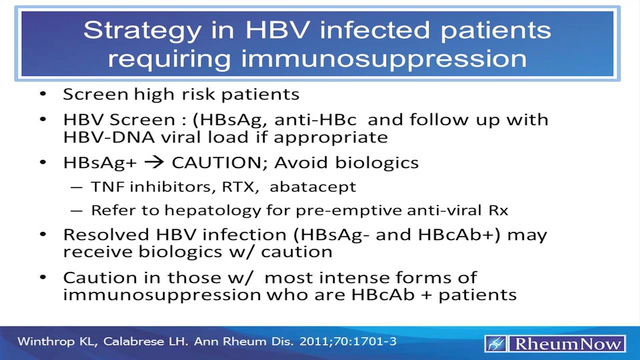 Strategy in HBV infected patients
requiring immunosuppression
• Screen high risk patients
• HBV Screen : (HBsAg, anti-HBc and follow up with
HBV-DNA viral load if appropriate
• HBsAg+ → CAUTION; Avoid biologics
– TNF inhibitors, RTX, abatacept
– Refer to hepatology for pre-emptive anti-viral Rx
• Resolved HBV infection (HBsAg- and HBcAb+) may
receive biologics w/ caution
• Caution in those w/ most intense forms of
immunosuppression who are HBcAb + patients
Winthrop KL, Calabrese LH. Ann Rheum Dis. 2011;70:1701-3
RheumNow